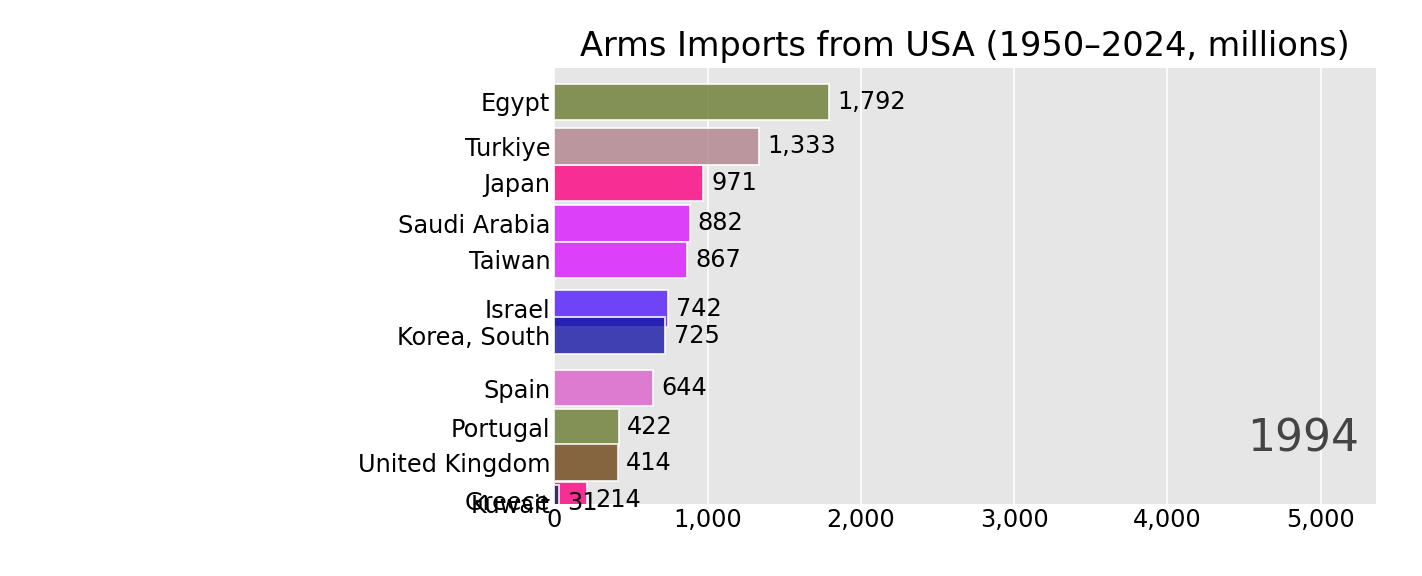 Arms Imports from USA (1950–2024, millions)
Egypt 1,792
Turkiye 1,333
Japan 971
Saudi Arabia 882
Taiwan 867
Israel 742
Korea, South 725
Spain 644
Portugal 422
1994
United Kingdom 414
Greece 214
Kuwait 31
0 1,000 2,000 3,000 4,000 5,000